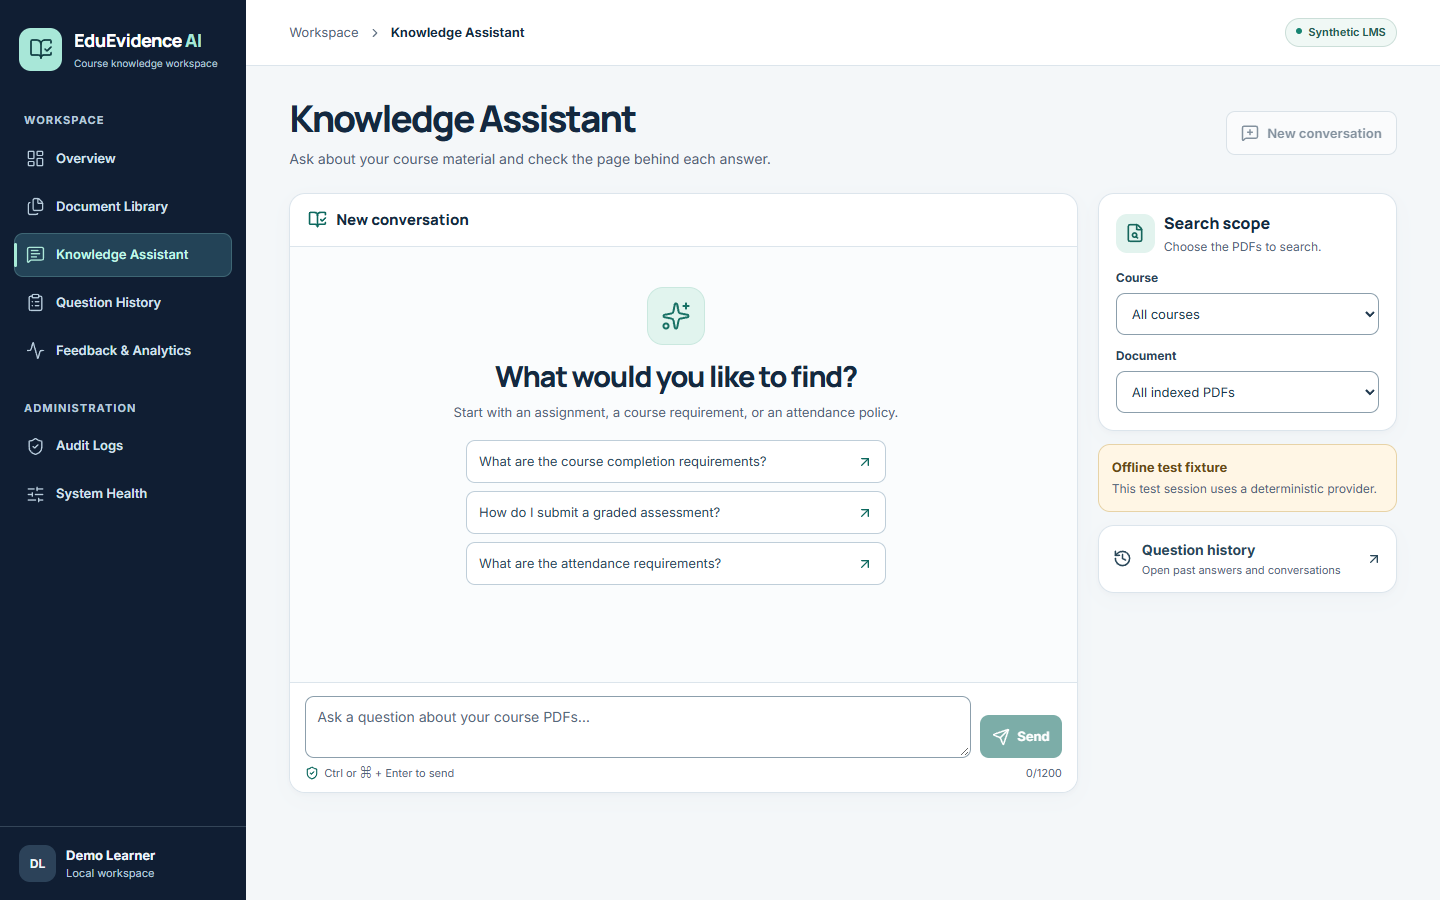 EduEvidence AI
Course knowledge workspace
WORKSPACE
Overview
Document Library
Knowledge Assistant
Question History
Feedback & Analytics
ADMINISTRATION
Audit Logs
System Health
DL
Demo Learner
Local workspace
Workspace > Knowledge Assistant
Synthetic LMS
Knowledge Assistant
Ask about your course material and check the page behind each answer.
New conversation
New conversation
What would you like to find?
Start with an assignment, a course requirement, or an attendance policy.
What are the course completion requirements?
How do I submit a graded assessment?
What are the attendance requirements?
Ask a question about your course PDFs...
Send
Ctrl or ⌘ + Enter to send
0/1200
Search scope
Choose the PDFs to search.
Course
All courses
Document
All indexed PDFs
Offline test fixture
This test session uses a deterministic provider.
Question history
Open past answers and conversations